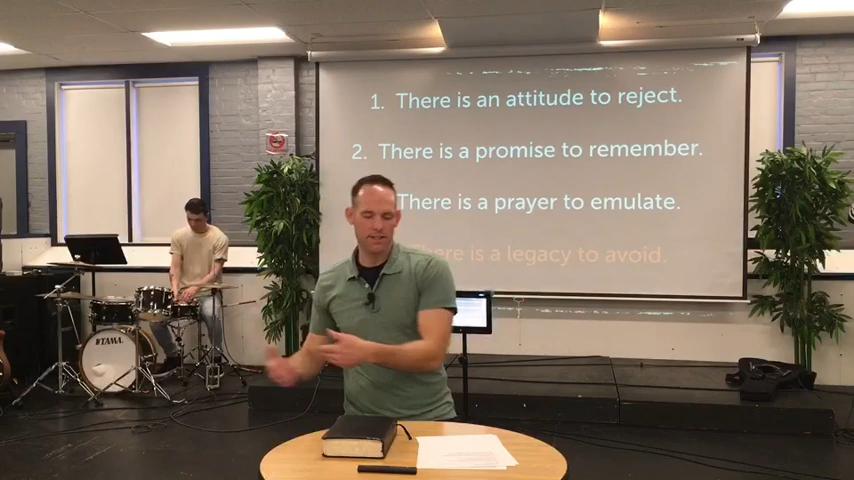 1. There is an attitude to reject.
2. There is a promise to remember.
There is a prayer to emulate.
There is a legacy to avoid.
TAMA